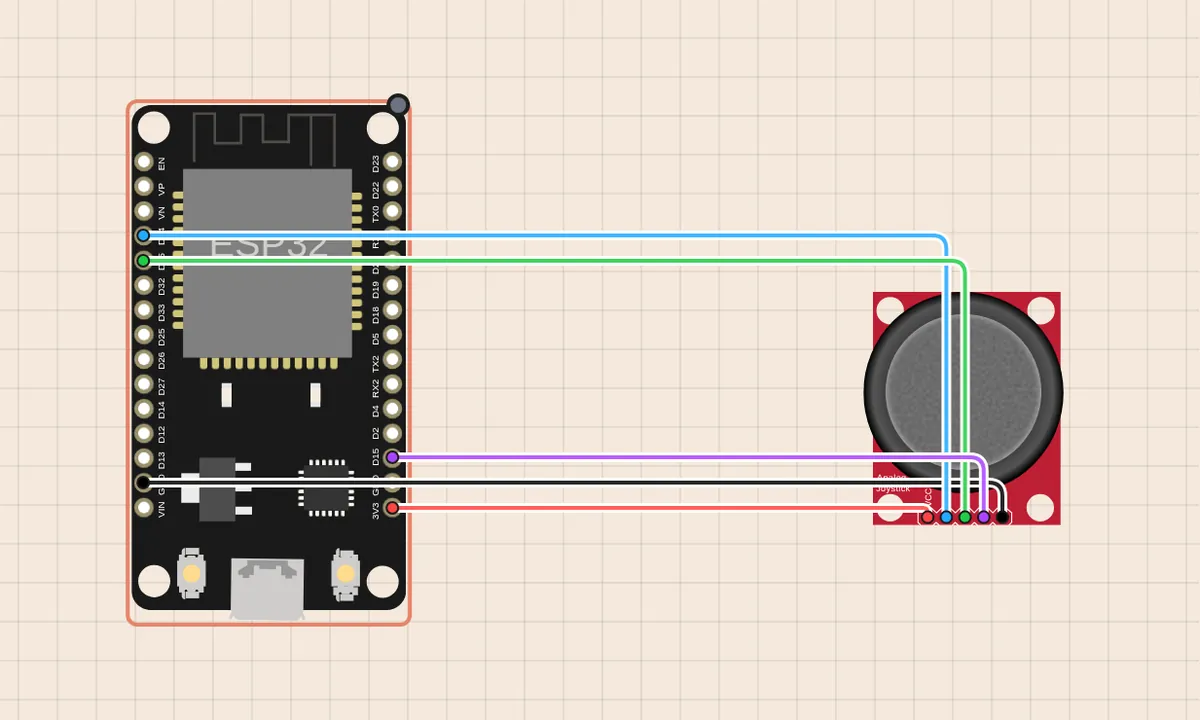 EN
VP
VN
D32
D33
D25
D26
D27
D14
D12
D13
VIN
ESP32
D23
D22
TX0
D19
D18
D5
TX2
RX2
D4
D2
D15
3V3
Analog
Joystick
VCC